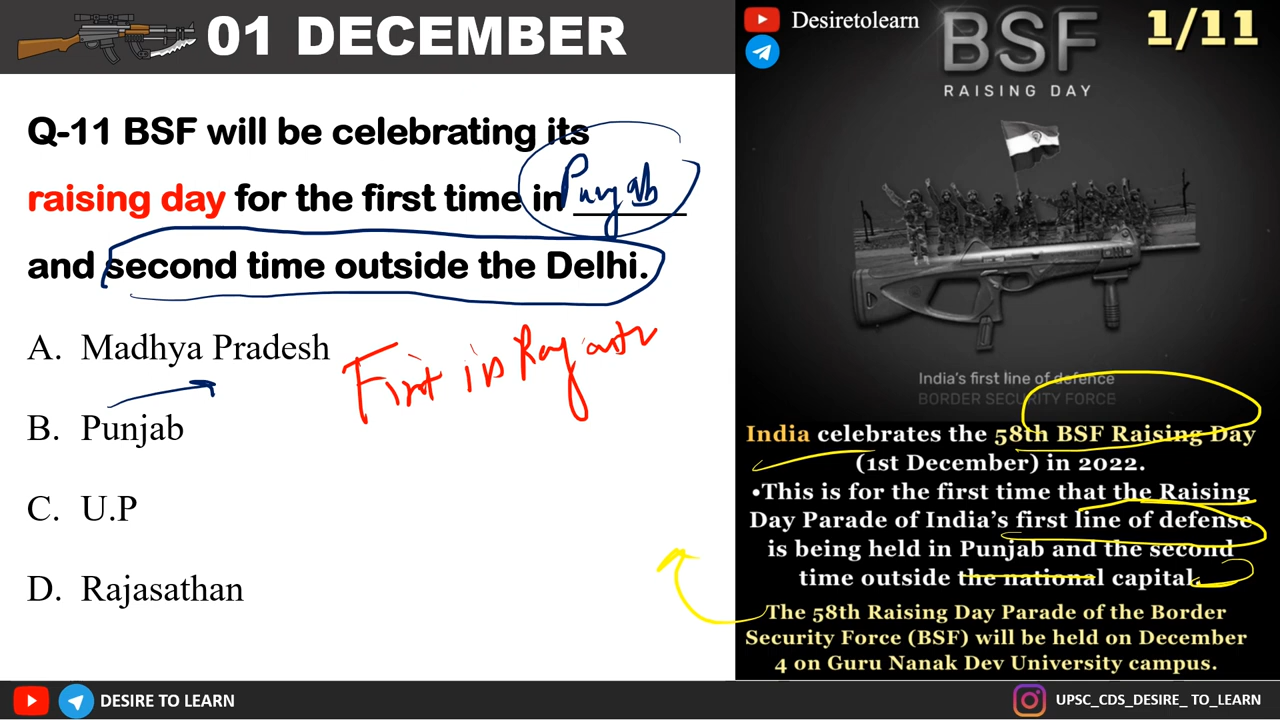 01 DECEMBER
Q-11 BSF will be celebrating its
raising day for the first time in Punjab
and second time outside the Delhi.
A. Madhya Pradesh
First in
B. Punjab
C. U.P
D. Rajasathan
Desiretolearn
1/11
BSF
RAISING DAY
India's first line of defence
BORDER SECURITY FORCE
India celebrates the 58th BSF Raising Day
(1st December) in 2022.
•This is for the first time that the Raising
Day Parade of India's first line of defense
is being held in Punjab and the second
time outside the national capital.
The 58th Raising Day Parade of the Border
Security Force (BSF) will be held on December
4 on Guru Nanak Dev University campus.
DESIRE TO LEARN
UPSC_CDS_DESIRE_ TO_LEARN